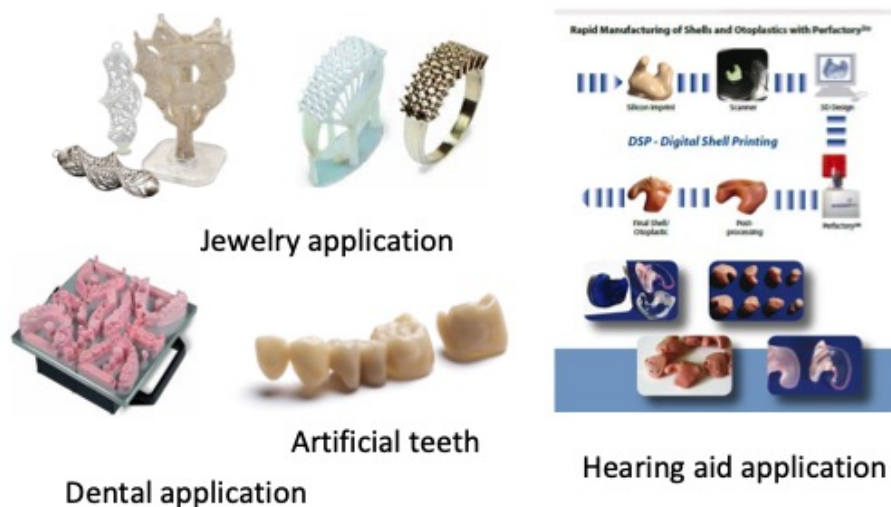 Rapid Manufacturing of Shells and Otoplastics with Perfactory
Silicon Imprint
Scanner
3D Design
DSP - Digital Shell Printing
Final Shell/
Otoplastic
Post-
processing
Perfactory
Jewelry application
Artificial teeth
Dental application
Hearing aid application